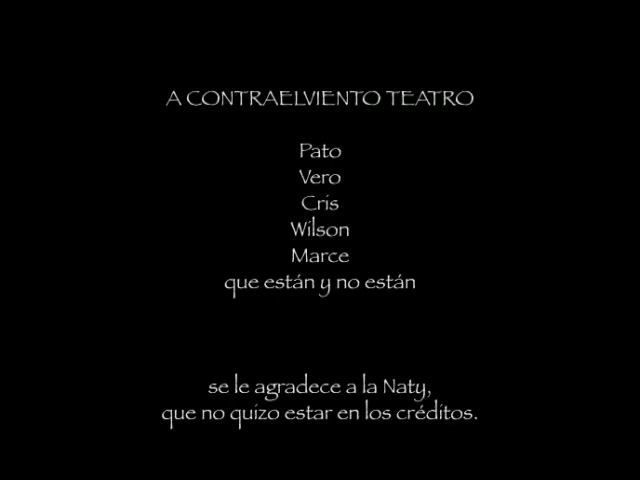 A CONTRAELVIENTO TEATRO
Pato
Vero
Cris
Wilson
Marce
que están y no están
se le agradece a la Naty,
que no quizo estar en los créditos.